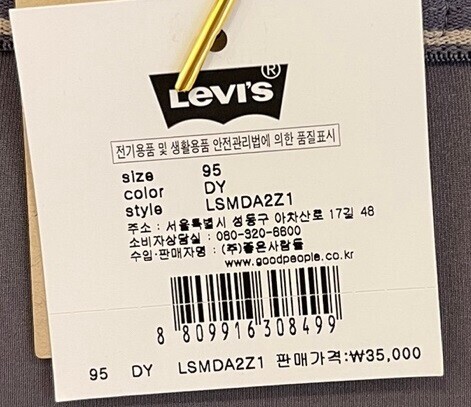 Levi's ®
전기용품 및 생활용품 안전관리법에 의한 품질표시
size 95
color DY
style LSMDA2Z1
주소 : 서울특별시 성동구 아차산로 17길 48
소비자상담실 : 080-320-6600
수입·판매자명 : (주)좋은사람들
www.goodpeople.co.kr
8 809916 308499
95 DY LSMDA2Z1 판매가격:₩35,000